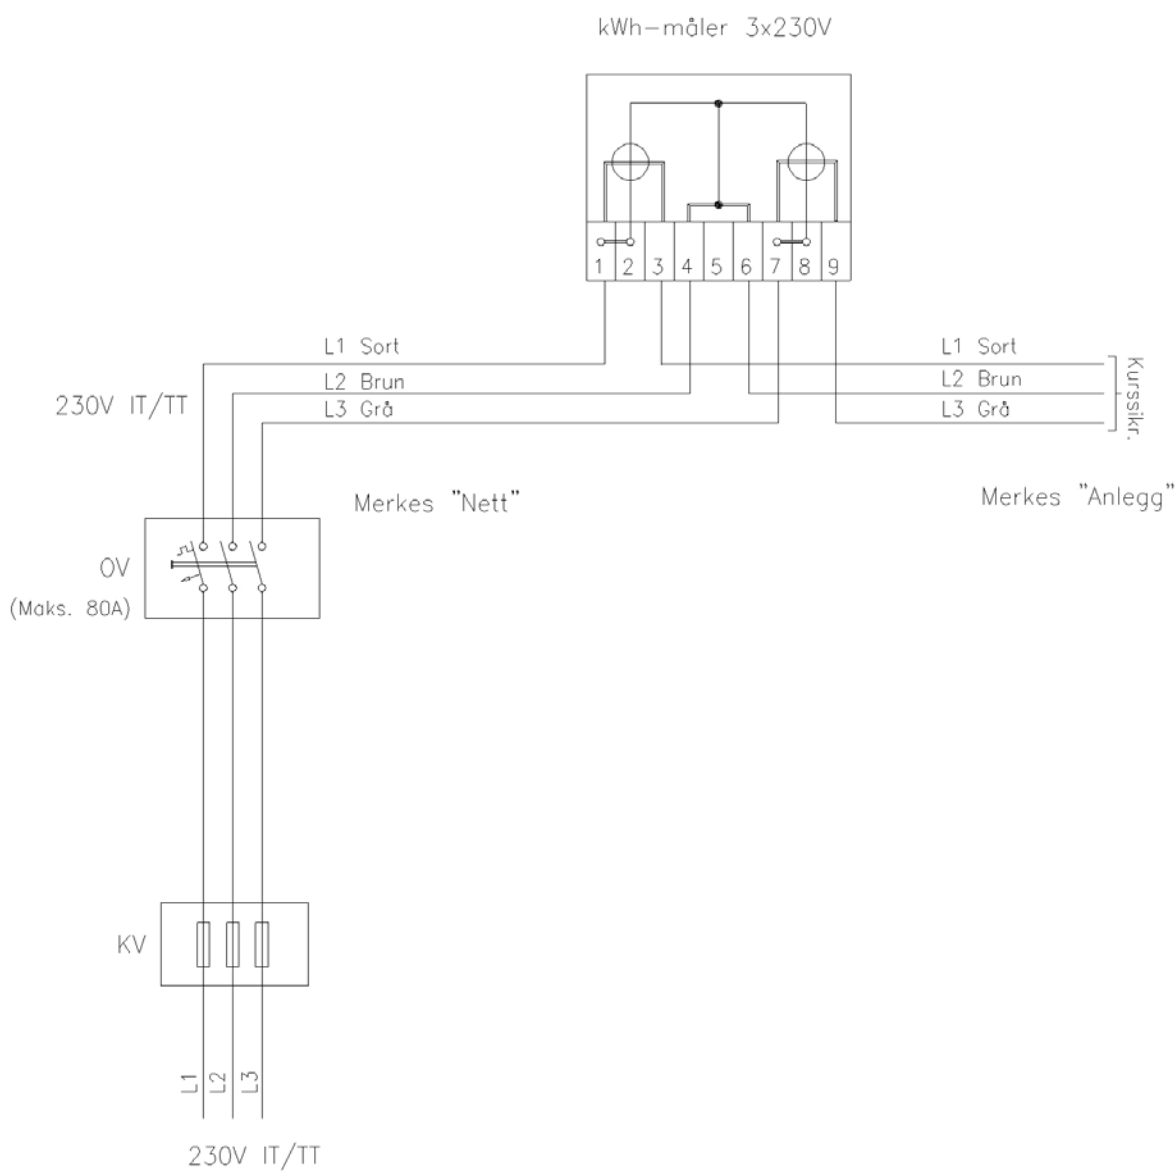 kWh-måler 3x230V
1 2 3 4 5 6 7 8 9
L1 Sort
L2 Brun
L3 Grå
L1 Sort
L2 Brun
L3 Grå
Kurssikr.
230V IT/TT
Merkes "Nett"
Merkes "Anlegg"
OV
(Maks. 80A)
KV
L1
L2
L3
230V IT/TT